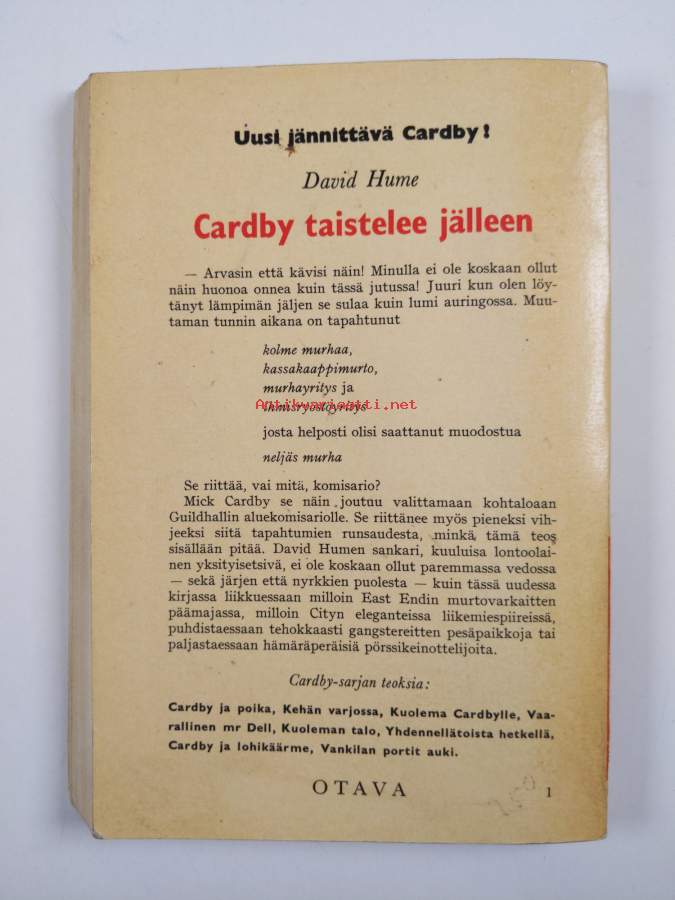 Uusi jännittävä Cardby!
David Hume
Cardby taistelee jälleen
— Arvasin että kävisi näin! Minulla ei ole koskaan ollut
näin huonoa onnea kuin tässä jutussa! Juuri kun olen löy-
tänyt lämpimän jäljen se sulaa kuin lumi auringossa. Muu-
taman tunnin aikana on tapahtunut
kolme murhaa,
kassakaappimurto,
murhayritys ja
Antikvariaatti.net
ihmisryöstöyritys
josta helposti olisi saattanut muodostua
neljäs murha
Se riittää, vai mitä, komisario?
Mick Cardby se näin joutuu valittamaan kohtaloaan
Guildhallin aluekomisariolle. Se riittänee myös pieneksi vih-
jeeksi siitä tapahtumien runsaudesta, minkä tämä teos
sisällään pitää. David Humen sankari, kuuluisa lontoolai-
nen yksityisetsivä, ei ole koskaan ollut paremmassa vedossa
— sekä järjen että nyrkkien puolesta — kuin tässä uudessa
kirjassa liikkuessaan milloin East Endin murtovarkaitten
päämajassa, milloin Cityn eleganteissa liikemiespiireissä,
puhdistaessaan tehokkaasti gangstereitten pesäpaikkoja tai
paljastaessaan hämäräperäisiä pörssikeinottelijoita.
Cardby-sarjan teoksia:
Cardby ja poika, Kehän varjossa, Kuolema Cardbylle, Vaa-
rallinen mr Dell, Kuoleman talo, Yhdennellätoista hetkellä,
Cardby ja lohikäärme, Vankilan portit auki.
OTAVA 1